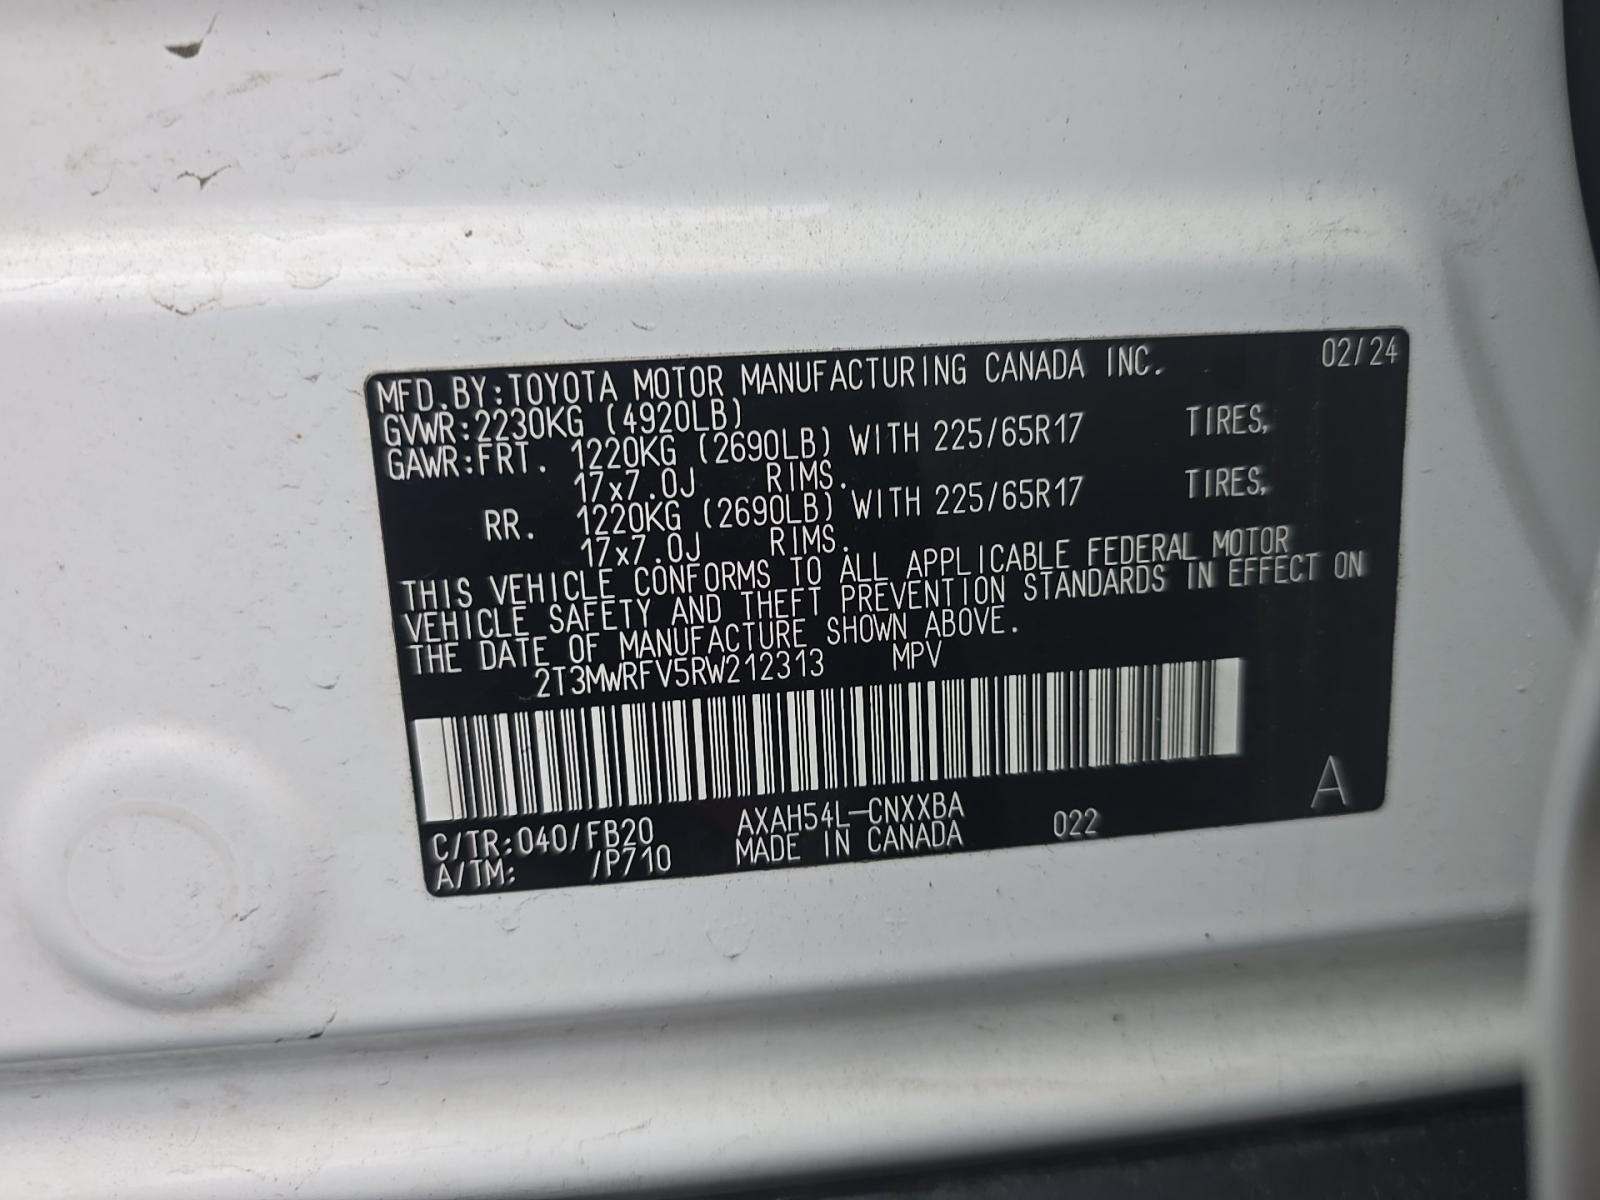 MFD.BY:TOYOTA MOTOR MANUFACTURING CANADA INC. 02/24
GVWR:2230KG (4920LB)
GAWR:FRT. 1220KG (2690LB) WITH 225/65R17 TIRES,
17x7.0J RIMS.
RR. 1220KG (2690LB) WITH 225/65R17 TIRES,
17x7.0J RIMS.
THIS VEHICLE CONFORMS TO ALL APPLICABLE FEDERAL MOTOR
VEHICLE SAFETY AND THEFT PREVENTION STANDARDS IN EFFECT ON
THE DATE OF MANUFACTURE SHOWN ABOVE.
2T3MWRFV5RW212313 MPV
A
C/TR:040/FB20 AXAH54L-CNXXBA 022
A/TM: /P710 MADE IN CANADA